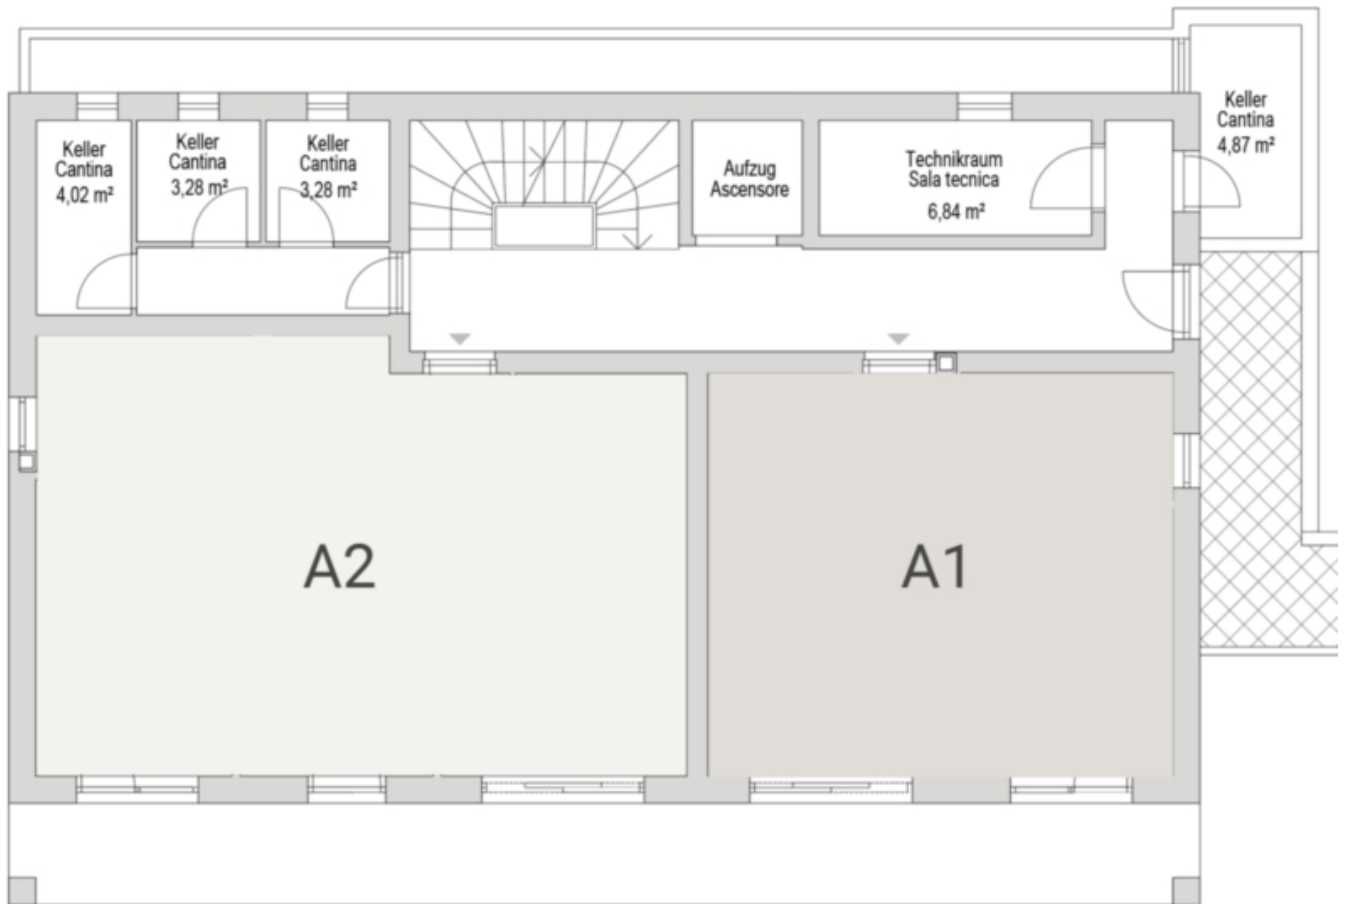 Keller
Cantina
4,02 m²
Keller
Cantina
3,28 m²
Keller
Cantina
3,28 m²
Aufzug
Ascensore
Technikraum
Sala tecnica
6,84 m²
Keller
Cantina
4,87 m²
A2
A1